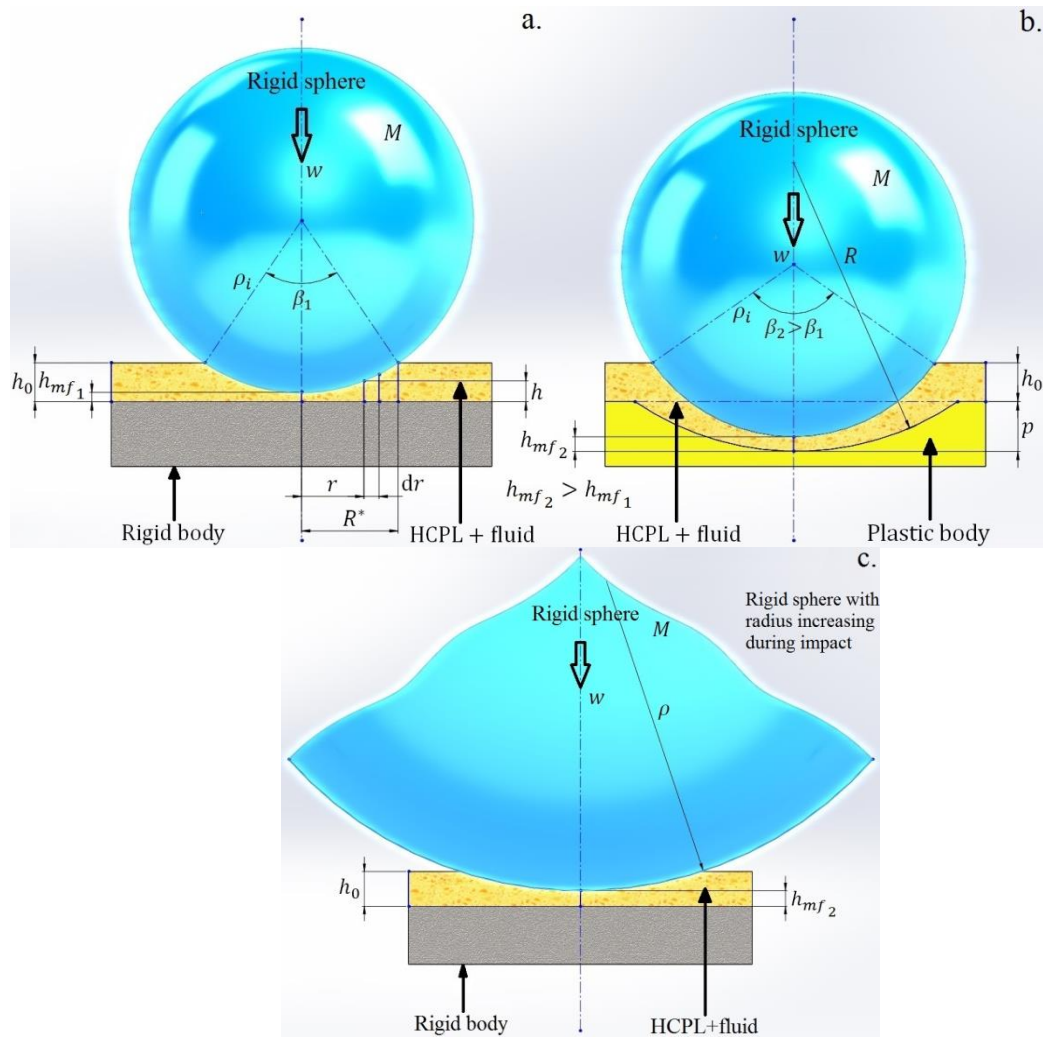 a.
Rigid sphere
M
w
ρᵢ
β₁
h₀
hₘf₁
h
r
dr
R*
Rigid body
HCPL + fluid
b.
Rigid sphere
M
w
R
ρᵢ
β₂ > β₁
h₀
p
hₘf₂
hₘf₂ > hₘf₁
HCPL + fluid
Plastic body
c.
Rigid sphere
M
w
ρ
Rigid sphere with
radius increasing
during impact
h₀
hₘf₂
Rigid body
HCPL+fluid